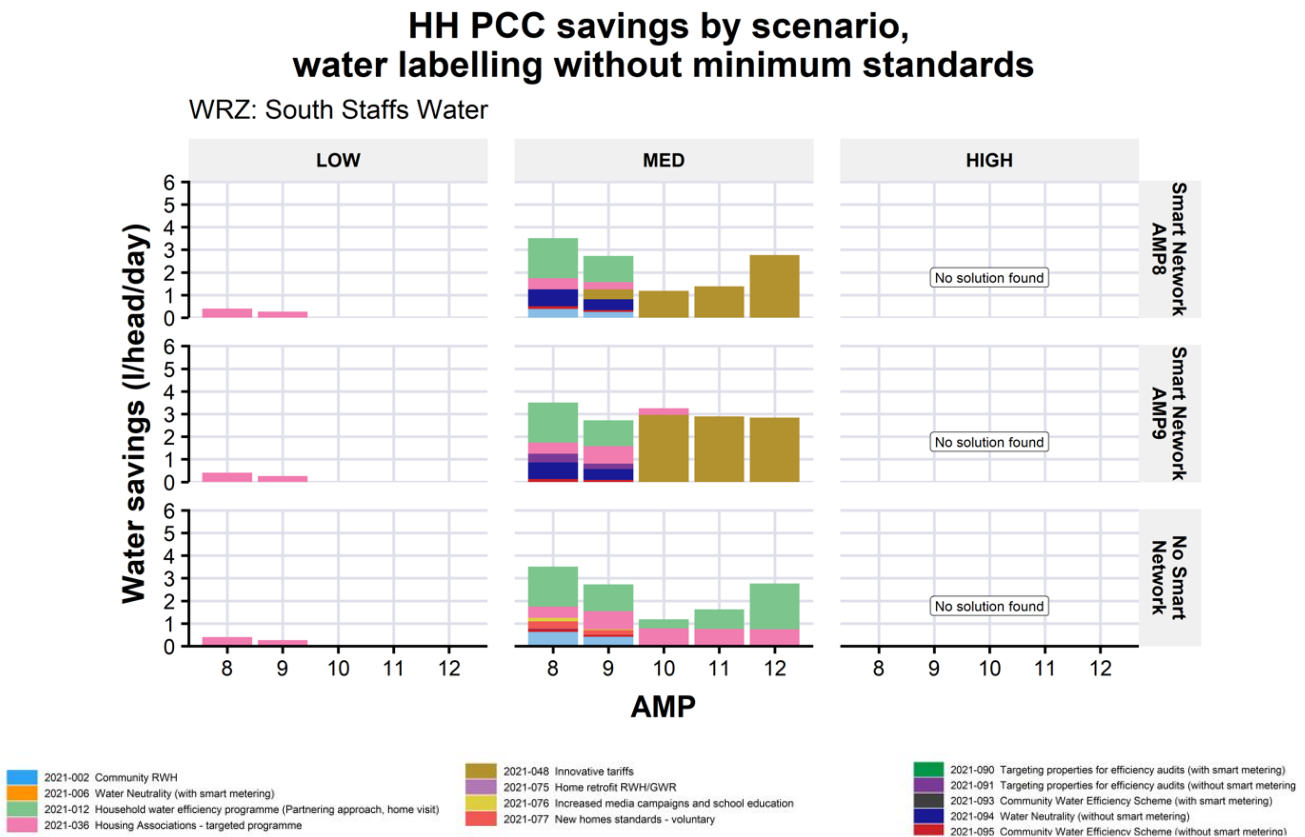 HH PCC savings by scenario,
water labelling without minimum standards
WRZ: South Staffs Water
LOW
MED
HIGH
Water savings (l/head/day)
6
5
4
3
2
1
0
No solution found
Smart Network
AMP8
6
5
4
3
2
1
0
No solution found
Smart Network
AMP9
6
5
4
3
2
1
0
No solution found
No Smart
Network
8 9 10 11 12
8 9 10 11 12
8 9 10 11 12
AMP
2021-002 Community RWH
2021-006 Water Neutrality (with smart metering)
2021-012 Household water efficiency programme (Partnering approach, home visit)
2021-036 Housing Associations - targeted programme
2021-048 Innovative tariffs
2021-075 Home retrofit RWH/GWR
2021-076 Increased media campaigns and school education
2021-077 New homes standards - voluntary
2021-090 Targeting properties for efficiency audits (with smart metering)
2021-091 Targeting properties for efficiency audits (without smart metering
2021-093 Community Water Efficiency Scheme (with smart metering)
2021-094 Water Neutrality (without smart metering)
2021-095 Community Water Efficiency Scheme (without smart metering)